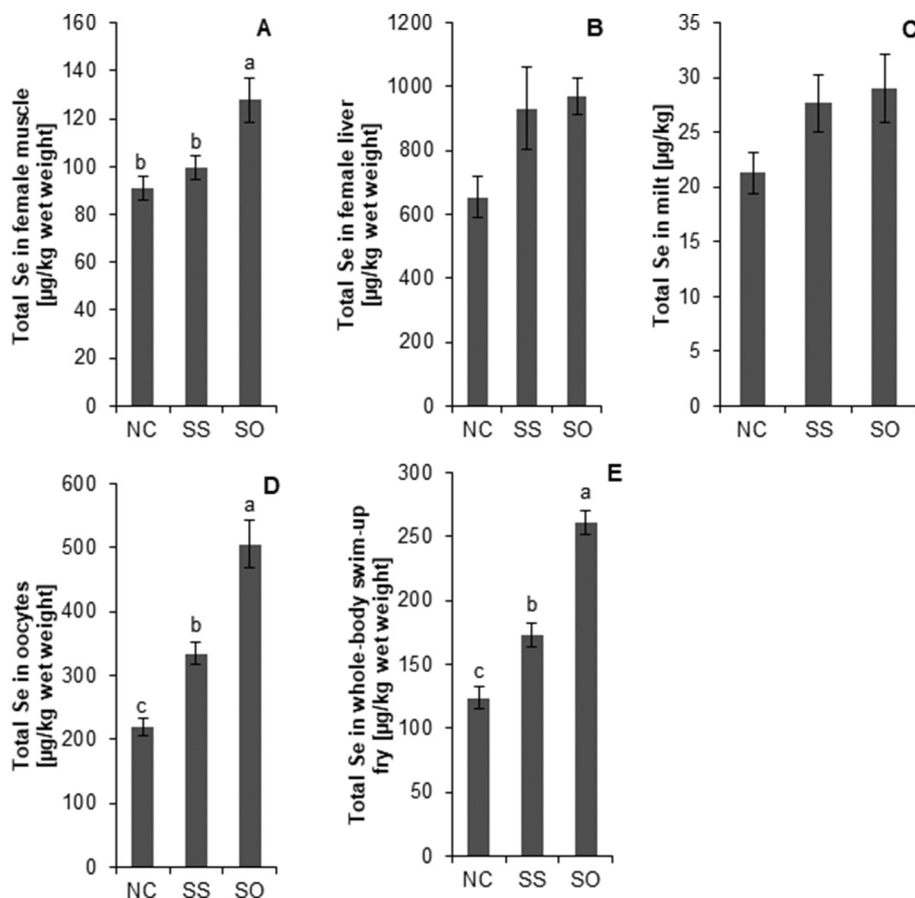 A
Total Se in female muscle
[µg/kg wet weight]
160
140
120
100
80
60
40
20
0
b
b
a
NC SS SO
B
Total Se in female liver
[µg/kg wet weight]
1200
1000
800
600
400
200
0
NC SS SO
C
Total Se in milt [µg/kg]
35
30
25
20
15
10
5
0
NC SS SO
D
Total Se in oocytes
[µg/kg wet weight]
600
500
400
300
200
100
0
c
b
a
NC SS SO
E
Total Se in whole-body swim-up
fry [µg/kg wet weight]
300
250
200
150
100
50
0
c
b
a
NC SS SO